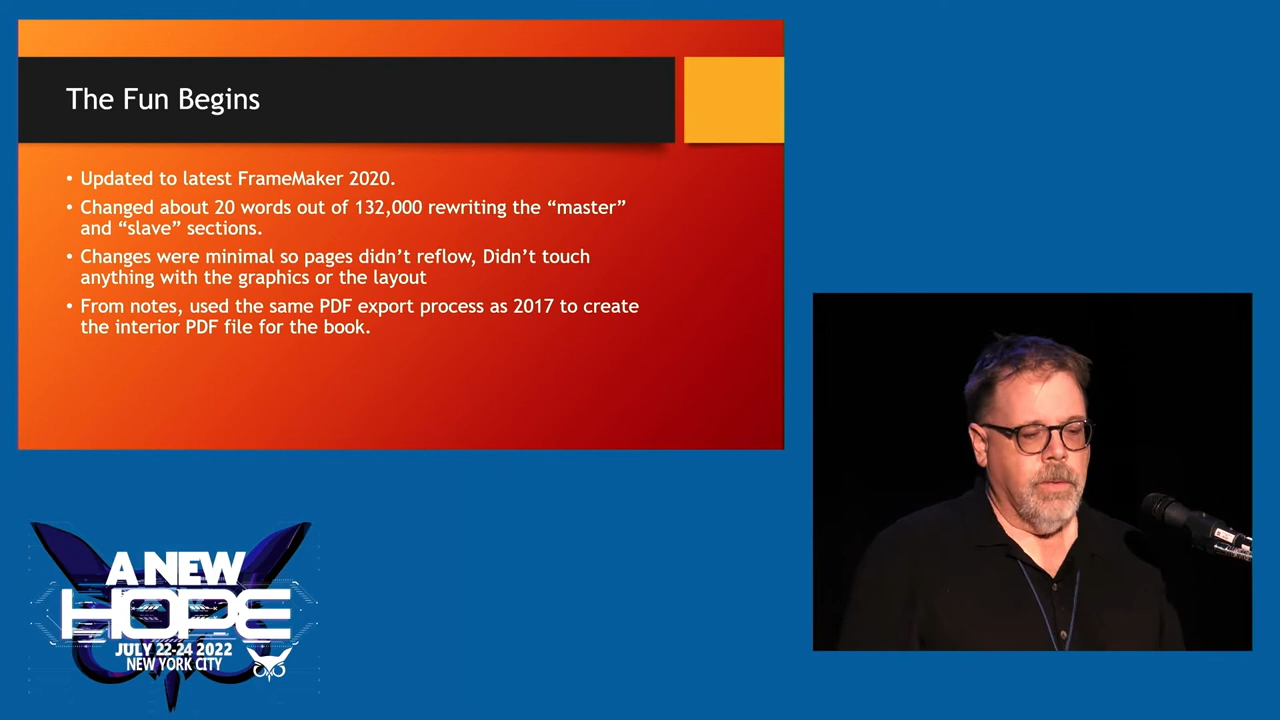 The Fun Begins
• Updated to latest FrameMaker 2020.
• Changed about 20 words out of 132,000 rewriting the “master”
and “slave” sections.
• Changes were minimal so pages didn’t reflow, Didn’t touch
anything with the graphics or the layout
• From notes, used the same PDF export process as 2017 to create
the interior PDF file for the book.
A NEW
HOPE
JULY 22-24 2022
NEW YORK CITY